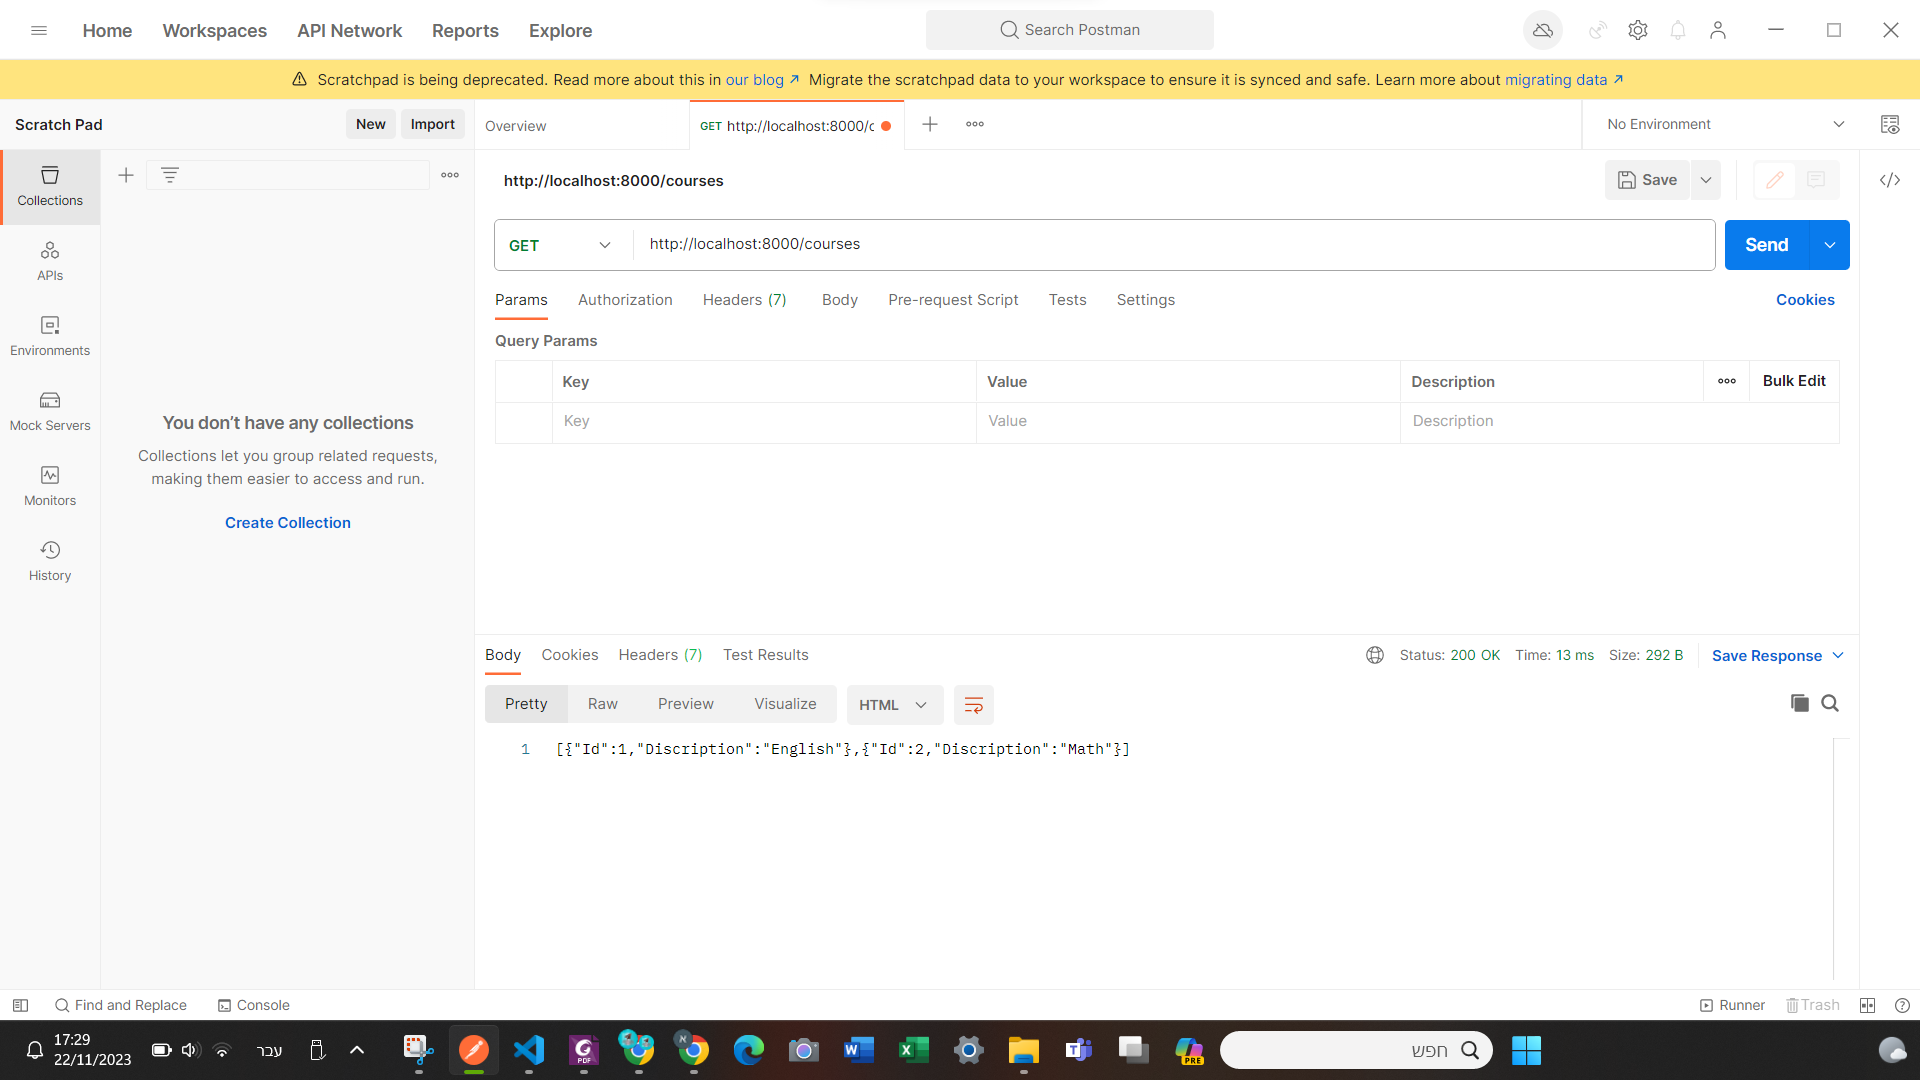 Home Workspaces API Network Reports Explore Search Postman
Scratchpad is being deprecated. Read more about this in our blog ↗ Migrate the scratchpad data to your workspace to ensure it is synced and safe. Learn more about migrating data ↗
Scratch Pad New Import
Overview GET http://localhost:8000/c No Environment
Collections
APIs
Environments
Mock Servers
Monitors
History
You don’t have any collections
Collections let you group related requests,
making them easier to access and run.
Create Collection
http://localhost:8000/courses Save
GET http://localhost:8000/courses Send
Params Authorization Headers (7) Body Pre-request Script Tests Settings Cookies
Query Params
Key Value Description Bulk Edit
Key Value Description
Body Cookies Headers (7) Test Results Status: 200 OK Time: 13 ms Size: 292 B Save Response
Pretty Raw Preview Visualize HTML
1 [{"Id":1,"Discription":"English"},{"Id":2,"Discription":"Math"}]
Find and Replace Console Runner Trash
17:29
22/11/2023
עבר
PDF
N
PRE
חפש